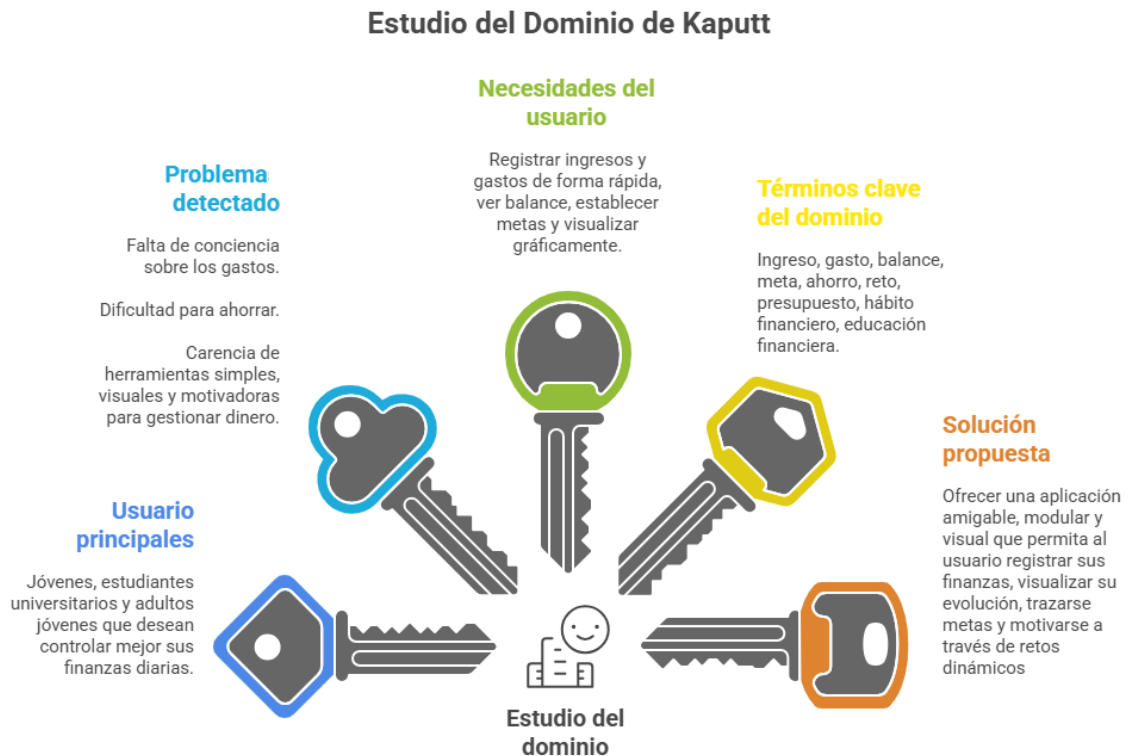 Estudio del Dominio de Kaputt
Necesidades del
usuario
Registrar ingresos y
gastos de forma rápida,
ver balance, establecer
metas y visualizar
gráficamente.
Problema
detectado
Falta de conciencia
sobre los gastos.
Dificultad para ahorrar.
Carencia de
herramientas simples,
visuales y motivadoras
para gestionar dinero.
Términos clave
del dominio
Ingreso, gasto, balance,
meta, ahorro, reto,
presupuesto, hábito
financiero, educación
financiera.
Usuario
principales
Jóvenes, estudiantes
universitarios y adultos
jóvenes que desean
controlar mejor sus
finanzas diarias.
Solución
propuesta
Ofrecer una aplicación
amigable, modular y
visual que permita al
usuario registrar sus
finanzas, visualizar su
evolución, trazarse
metas y motivarse a
través de retos
dinámicos
Estudio del
dominio